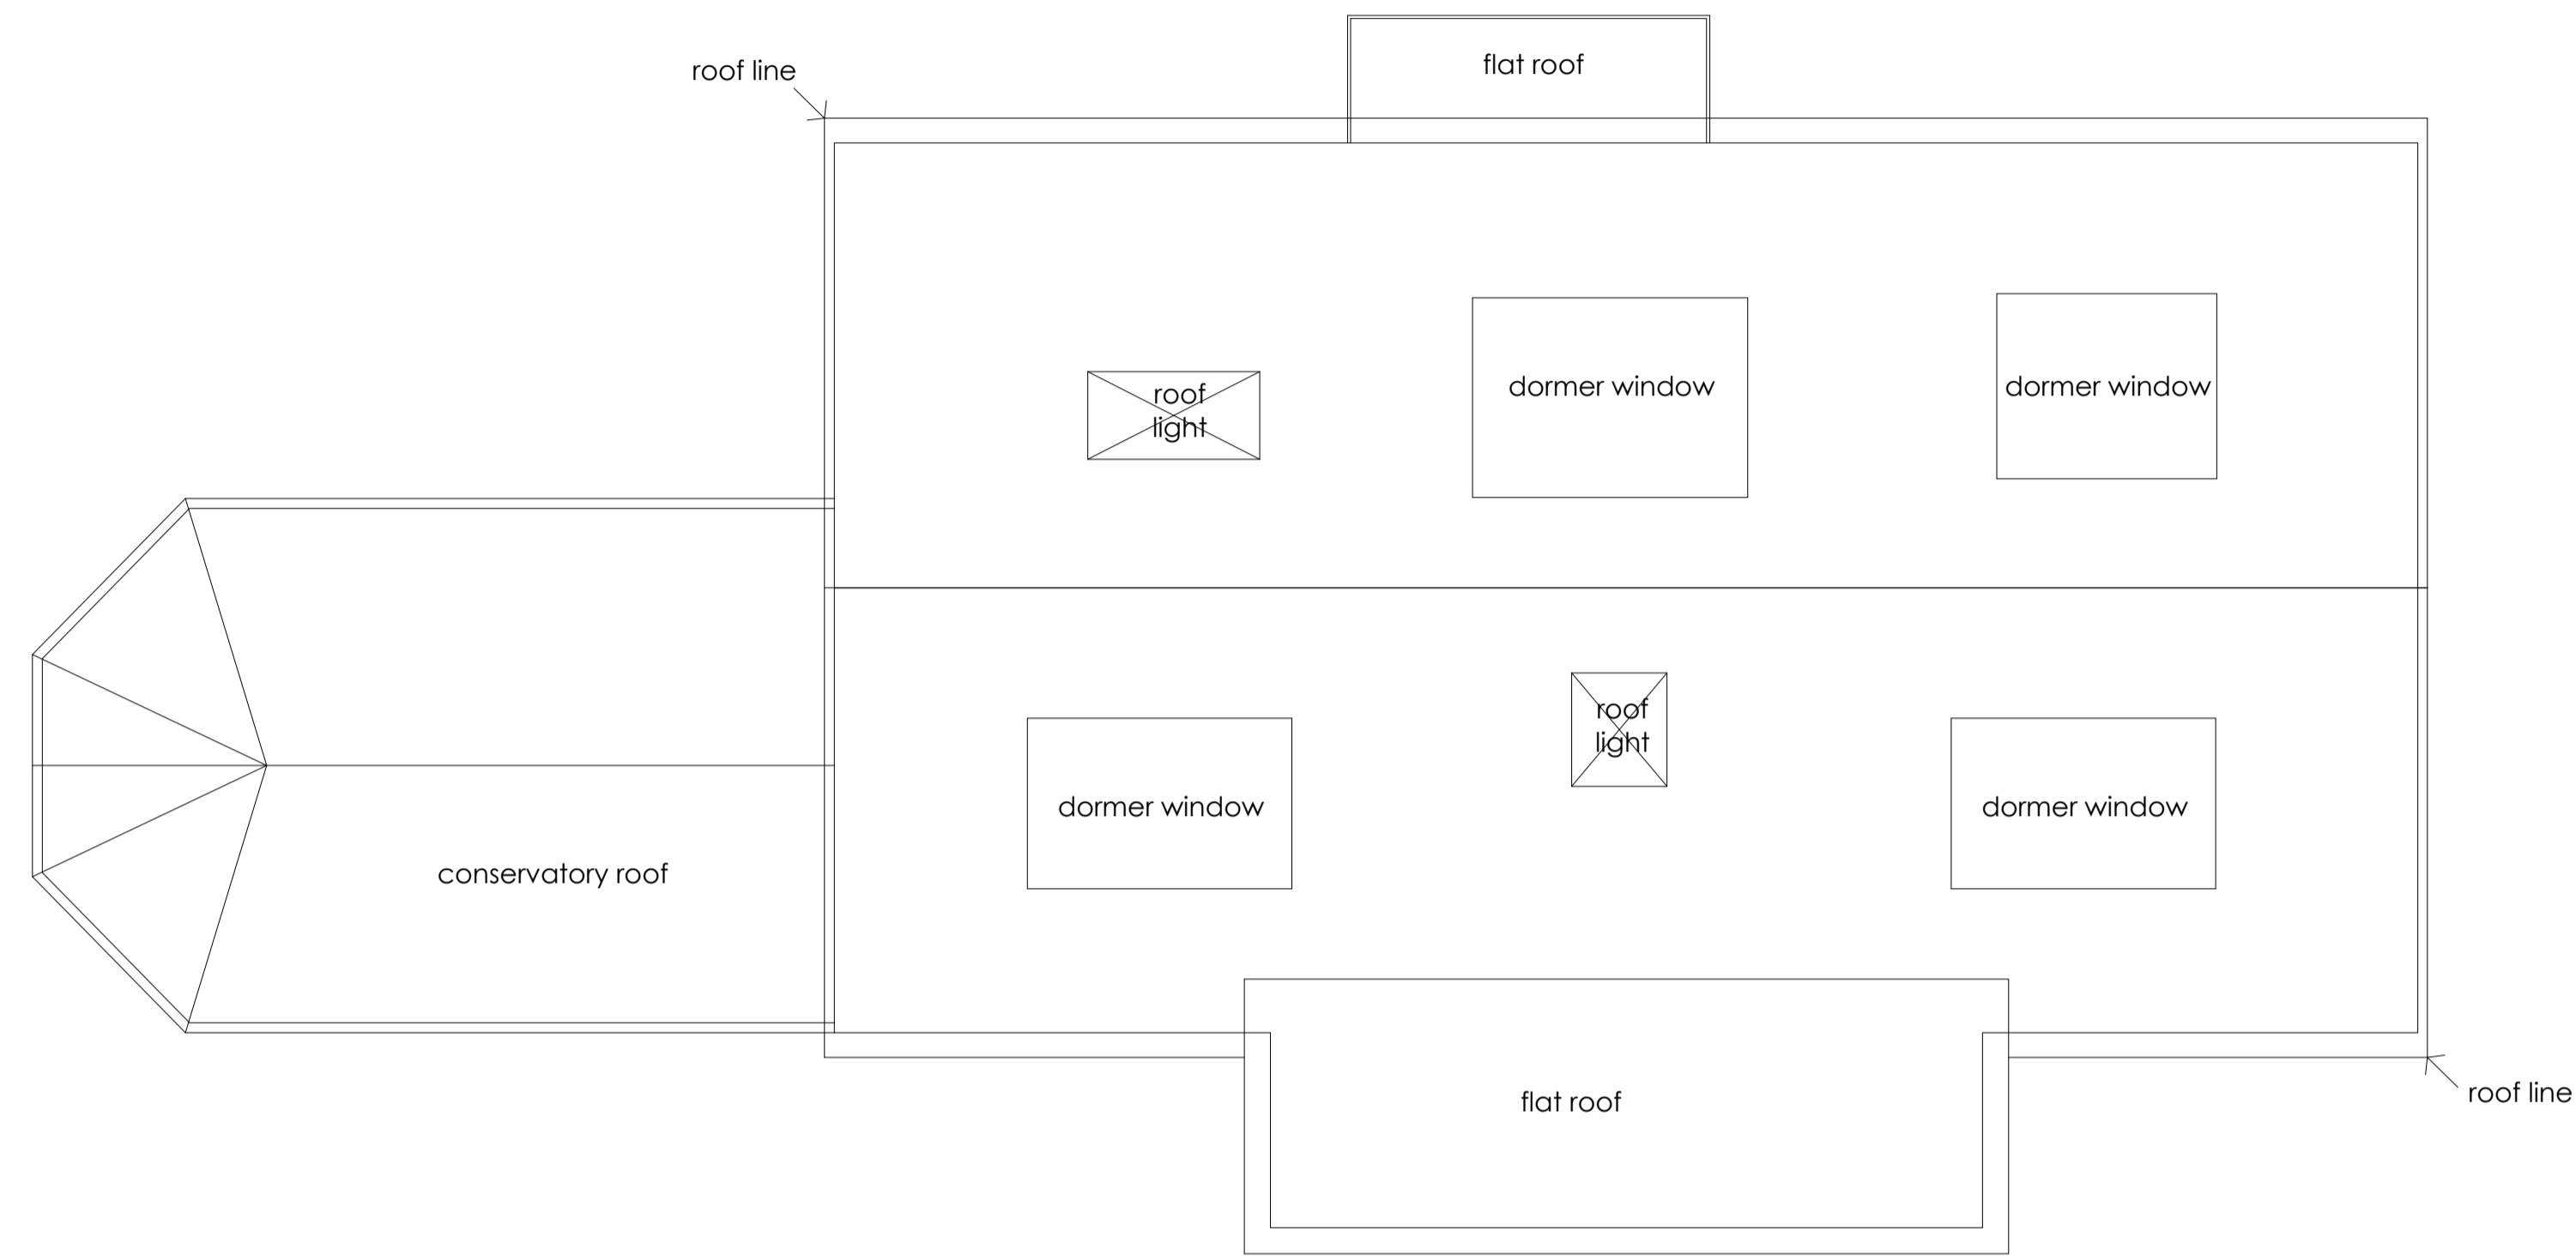 flat roof
roof line
roof
light
dormer window
dormer window
roof
light
dormer window
dormer window
conservatory roof
flat roof
roof line